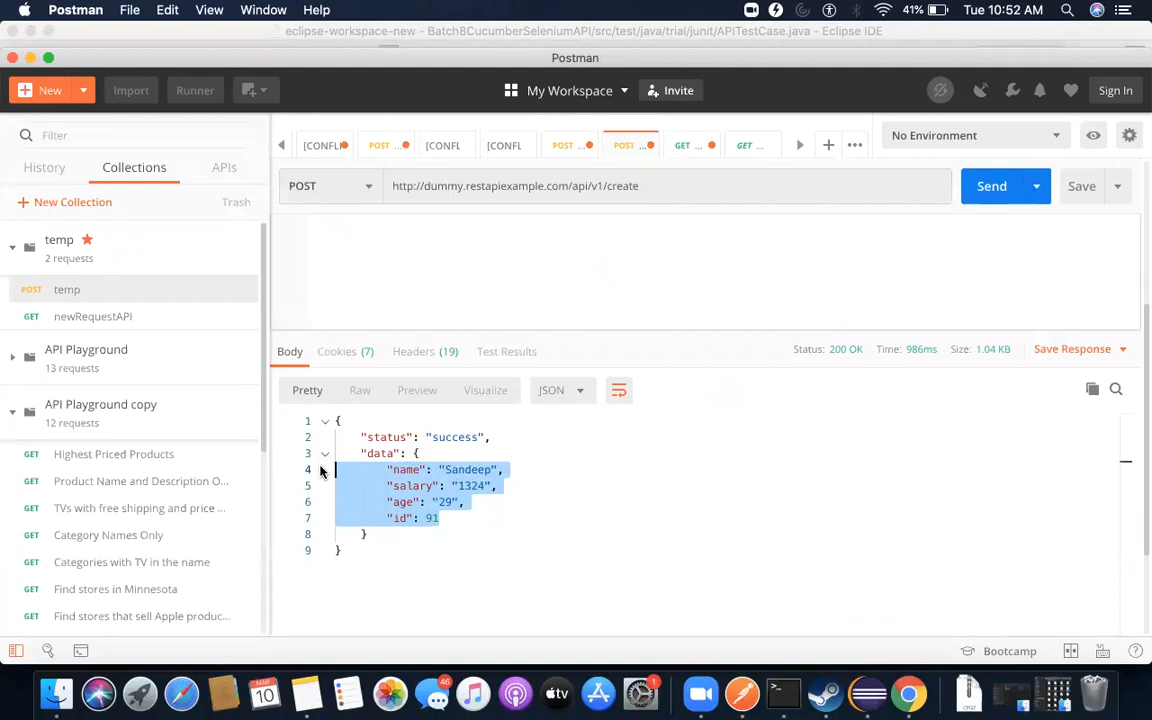 Postman File Edit View Window Help 41% Tue 10:52 AM
eclipse-workspace-new - Batch8CucumberSeleniumAPI/src/test/java/trial/junit/APITestCase.java - Eclipse IDE
Postman
New Import Runner My Workspace Invite Sign In
Filter
[CONFLI POST ... [CONFL [CONFL POST ... POST ... GET ... GET ... No Environment
History Collections APIs
+ New Collection Trash
POST http://dummy.restapiexample.com/api/v1/create Send Save
temp
2 requests
POST temp
GET newRequestAPI
API Playground
13 requests
API Playground copy
12 requests
GET Highest Priced Products
GET Product Name and Description O...
GET TVs with free shipping and price ...
GET Category Names Only
GET Categories with TV in the name
GET Find stores in Minnesota
GET Find stores that sell Apple produc...
Body Cookies (7) Headers (19) Test Results Status: 200 OK Time: 986ms Size: 1.04 KB Save Response
Pretty Raw Preview Visualize JSON
1 {
2 "status": "success",
3 "data": {
4 "name": "Sandeep",
5 "salary": "1324",
6 "age": "29",
7 "id": 91
8 }
9 }
Bootcamp
46
MAR
10
tv
1